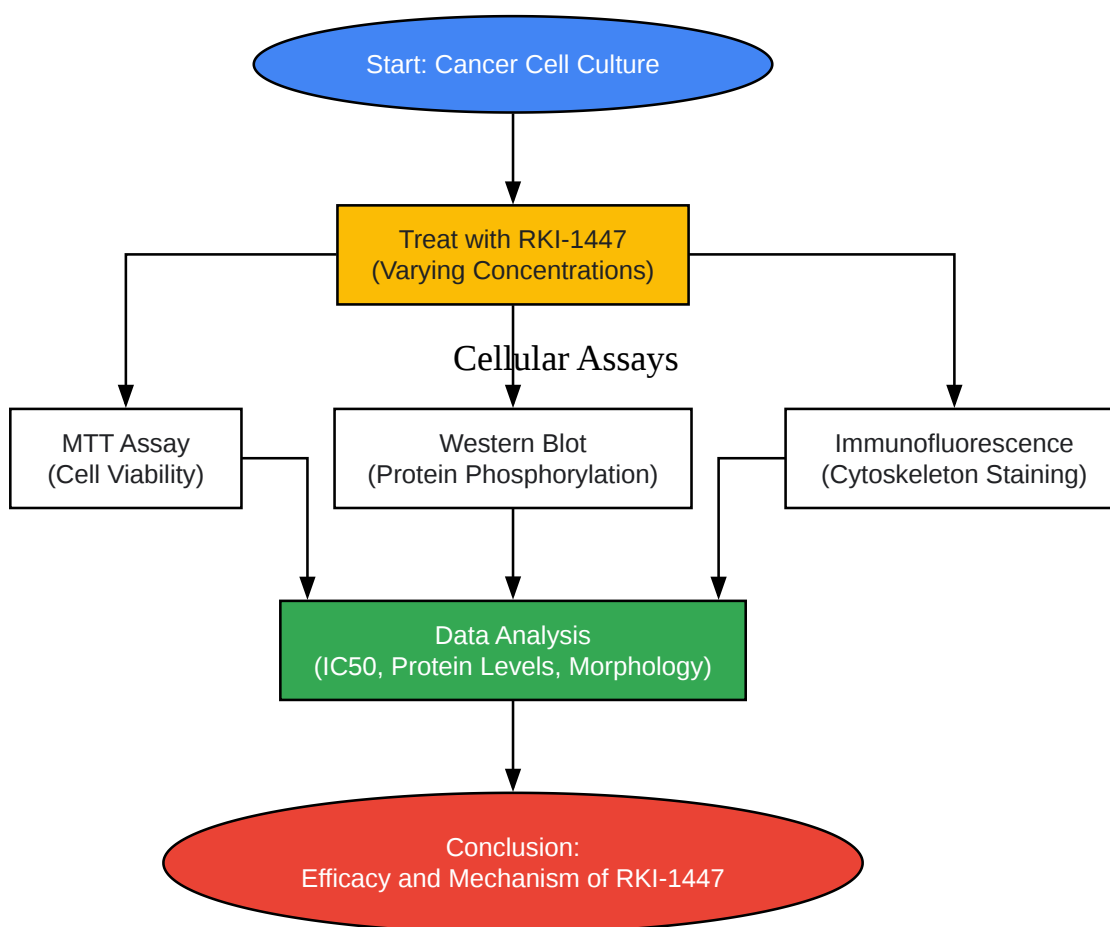 Start: Cancer Cell Culture
Treat with RKI-1447
(Varying Concentrations)
Cellular Assays
MTT Assay
(Cell Viability)
Western Blot
(Protein Phosphorylation)
Immunofluorescence
(Cytoskeleton Staining)
Data Analysis
(IC50, Protein Levels, Morphology)
Conclusion:
Efficacy and Mechanism of RKI-1447